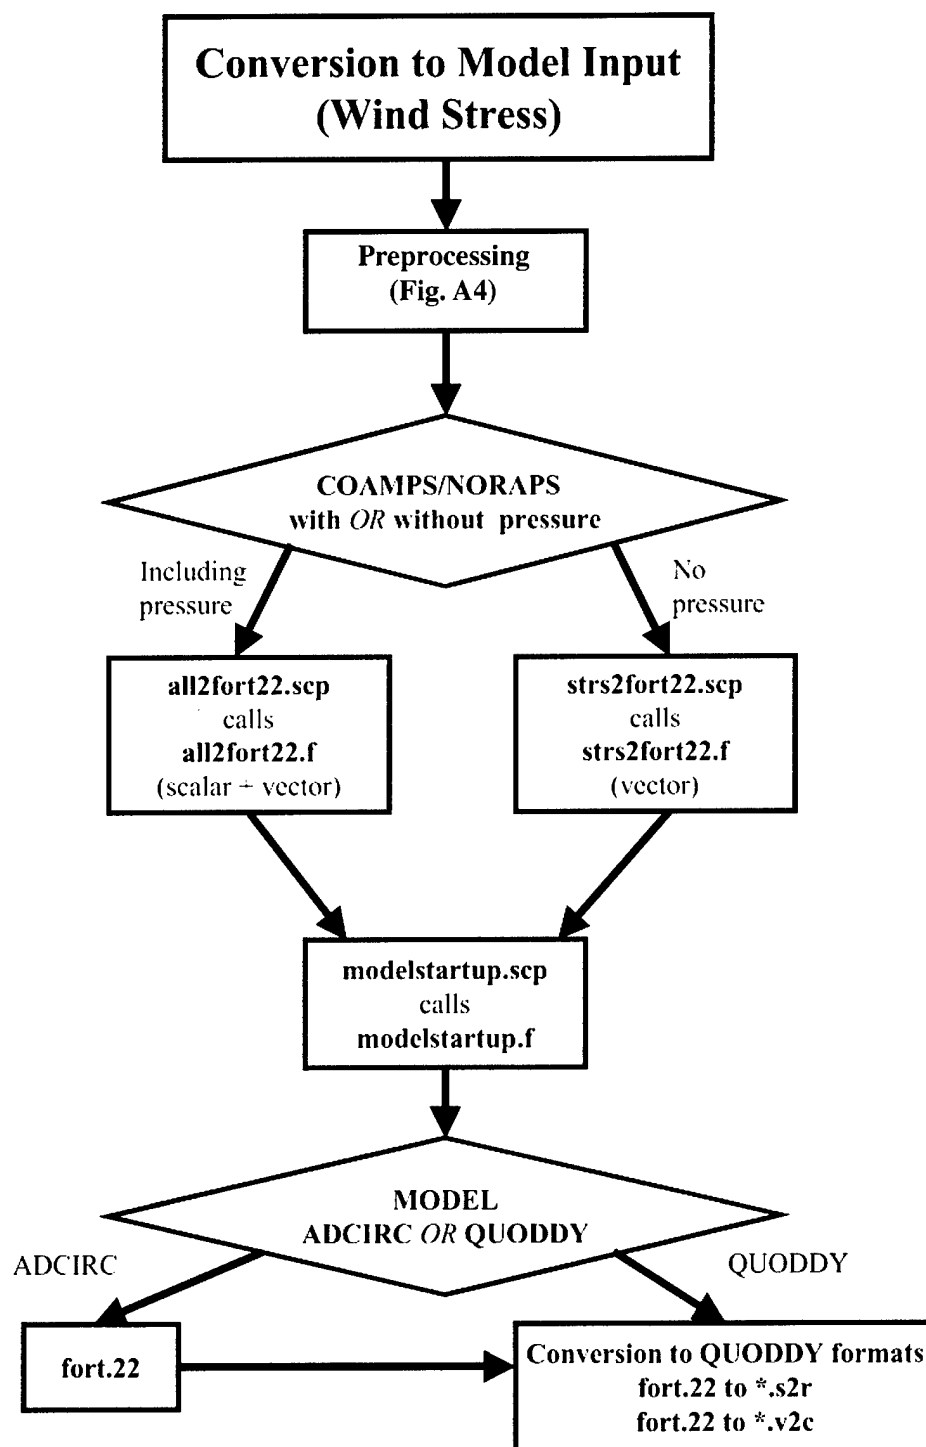 Conversion to Model Input
(Wind Stress)
Preprocessing
(Fig. A4)
COAMPS/NORAPS
with OR without pressure
Including
pressure
No
pressure
all2fort22.scp
calls
all2fort22.f
(scalar + vector)
strs2fort22.scp
calls
strs2fort22.f
(vector)
modelstartup.scp
calls
modelstartup.f
MODEL
ADCIRC OR QUODDY
ADCIRC
QUODDY
fort.22
Conversion to QUODDY formats
fort.22 to *.s2r
fort.22 to *.v2c